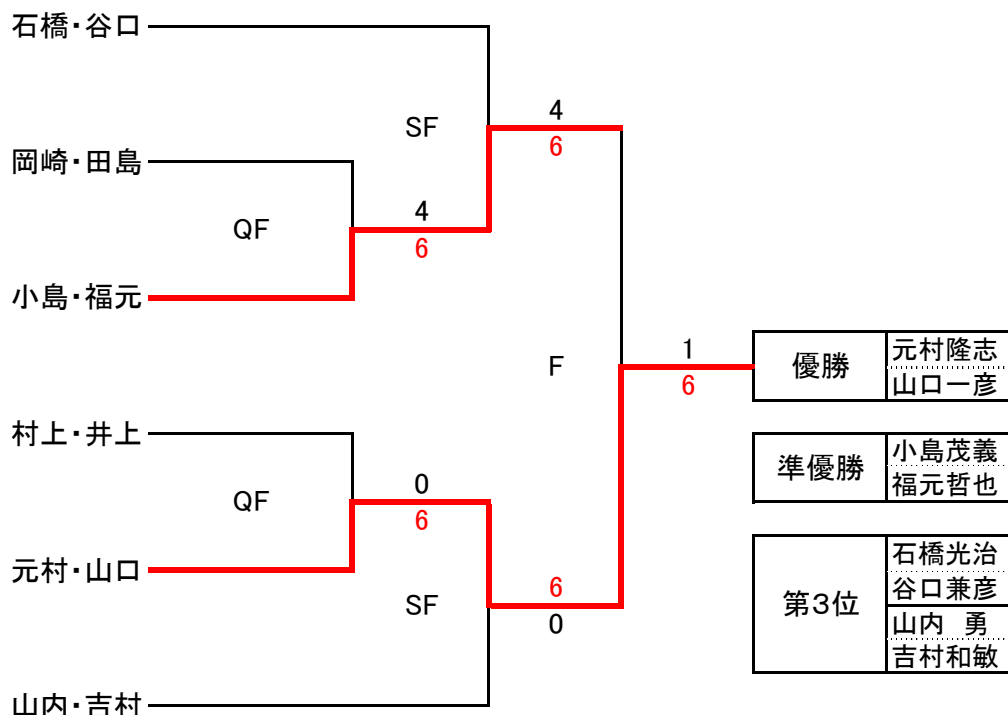 石橋・谷口
4
SF
6
岡崎・田島
4
QF
6
小島・福元
1
F
6
優勝
元村隆志
山口一彦
村上・井上
準優勝
小島茂義
福元哲也
0
QF
6
元村・山口
6
SF
0
第3位
石橋光治
谷口兼彦
山内 勇
吉村和敏
山内・吉村